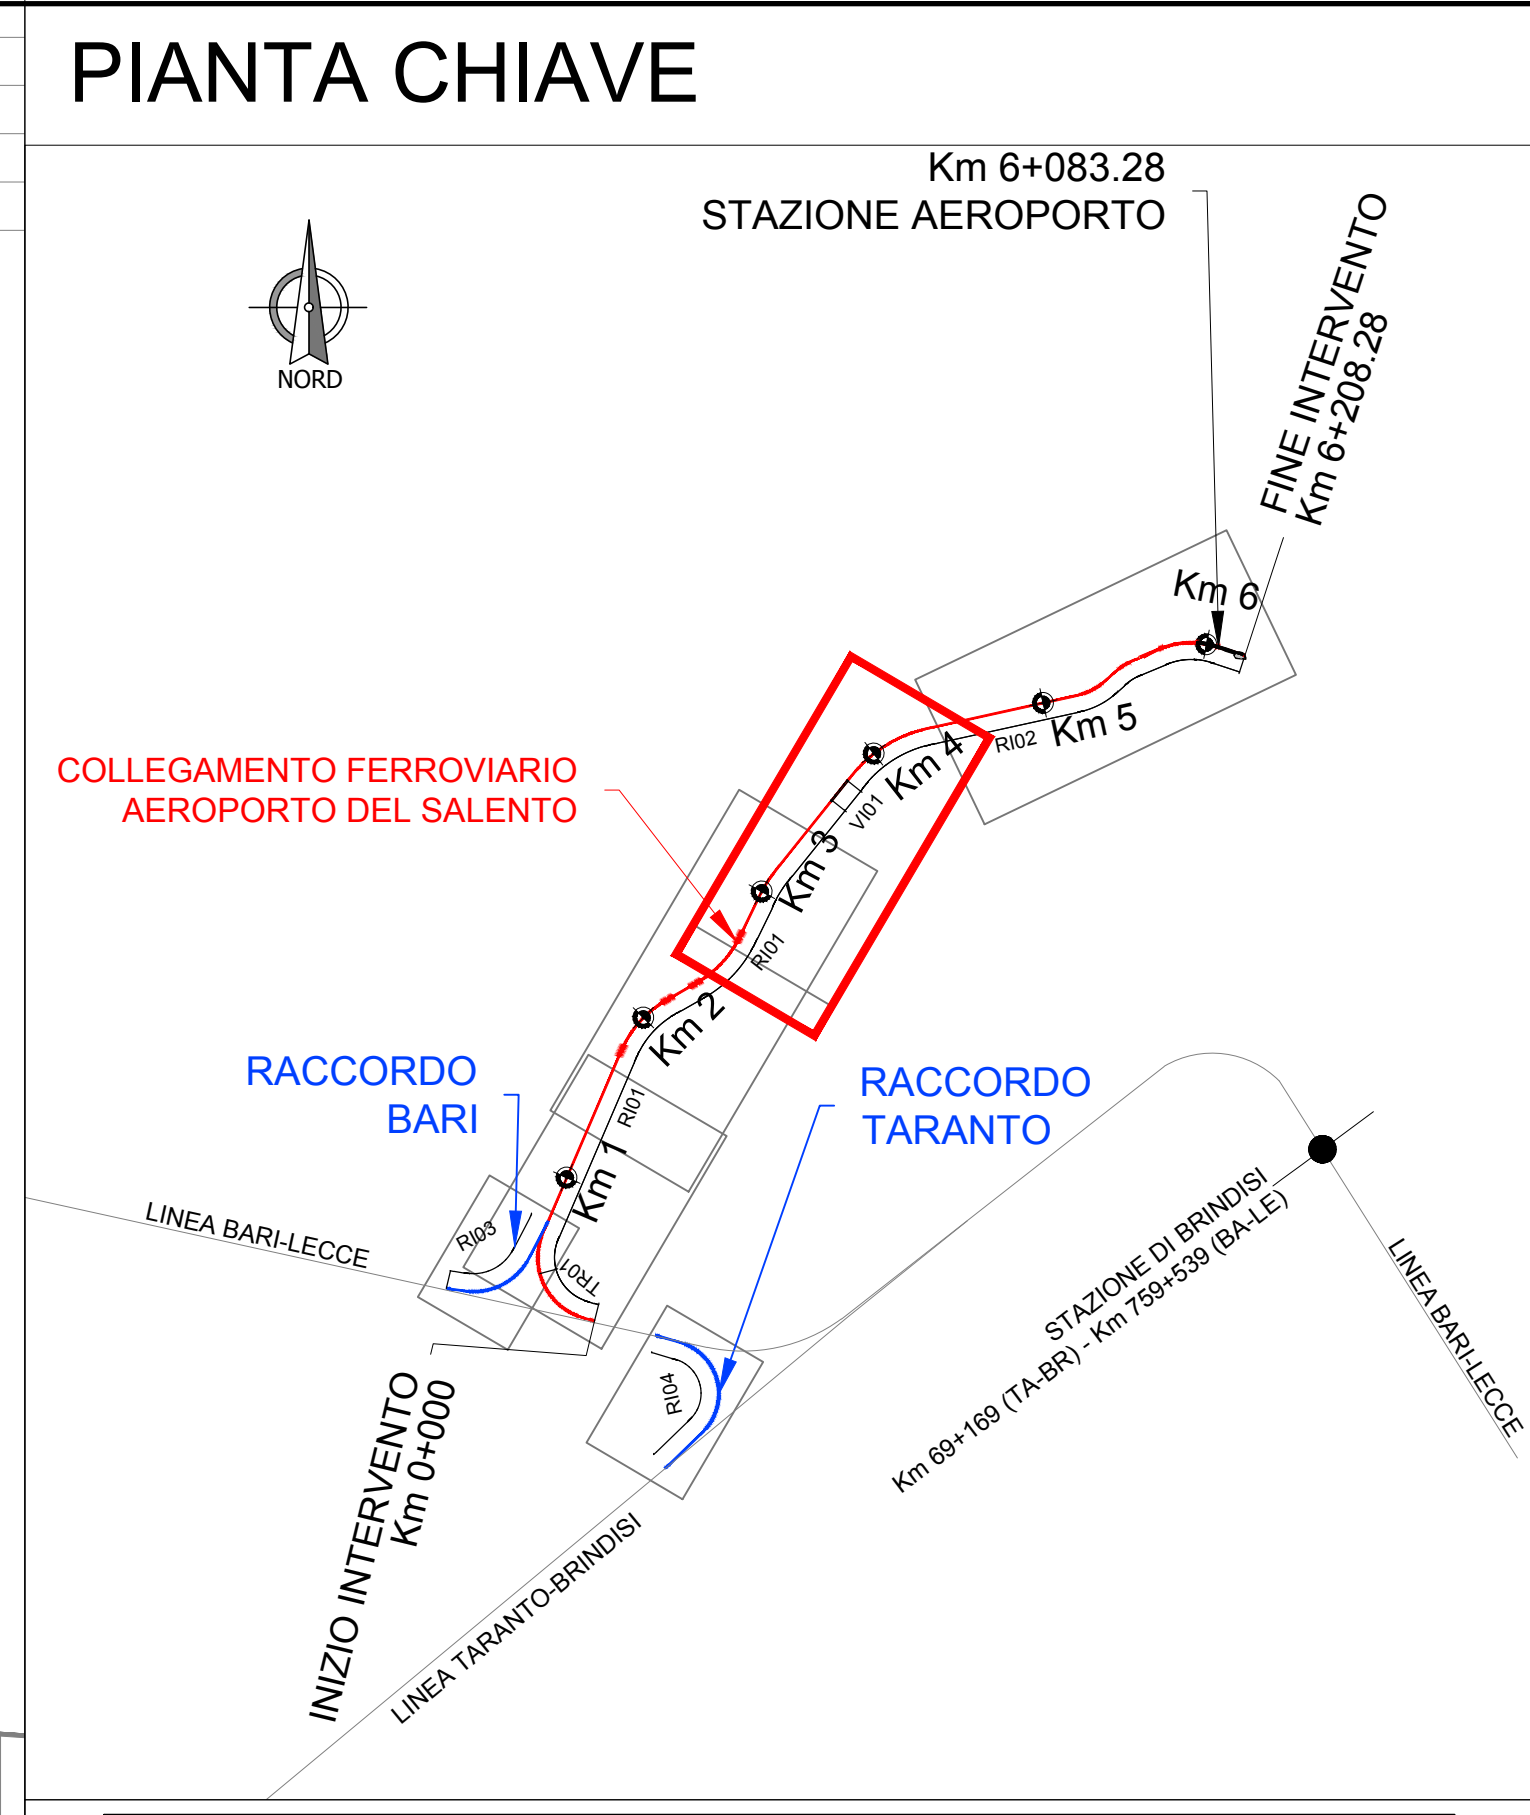 PIANTA CHIAVE
Km 6+083.28
STAZIONE AEROPORTO
NORD
FINE INTERVENTO
Km 6+208.28
Km 6
Km 5
RI02
Km 4
VI01
COLLEGAMENTO FERROVIARIO
AEROPORTO DEL SALENTO
Km 3
RI01
Km 2
RACCORDO
BARI
RACCORDO
TARANTO
RI01
Km 1
LINEA BARI-LECCE
RI03
TR01
STAZIONE DI BRINDISI
Km 69+169 (TA-BR) - Km 759+539 (BA-LE)
LINEA BARI-LECCE
RI04
INIZIO INTERVENTO
Km 0+000
LINEA TARANTO-BRINDISI